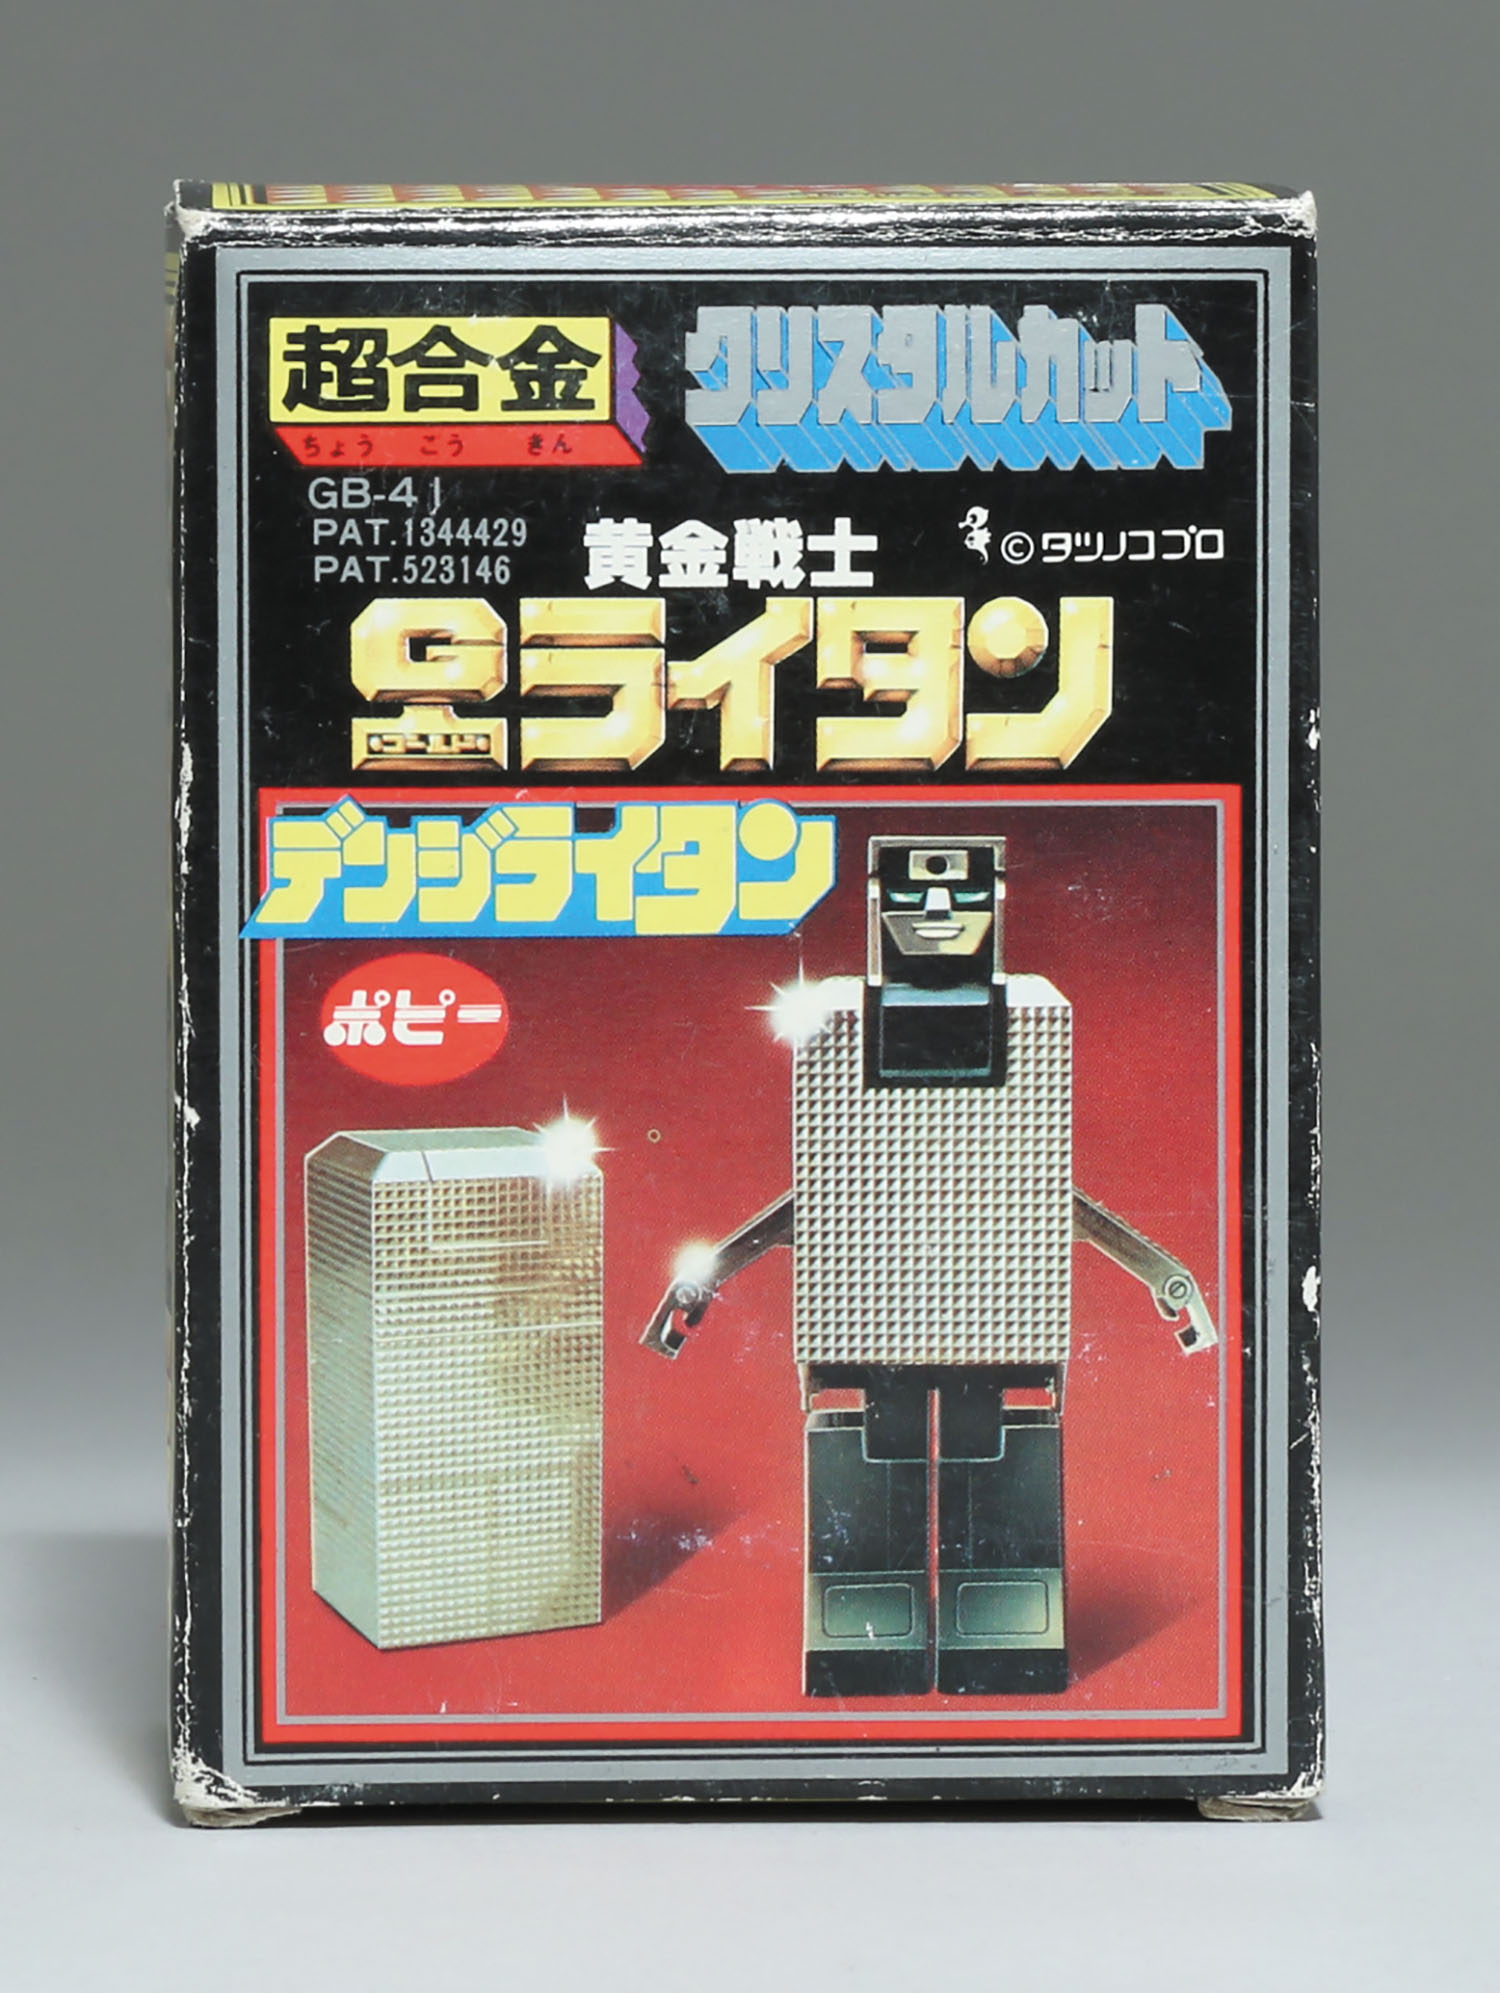 超合金
ちょうごうきん
クリスタルカット
GB-41
PAT.1344429
PAT.523146
黄金戦士
©タツノコプロ
Gゴールドライタン
デンジライタン
ポピー